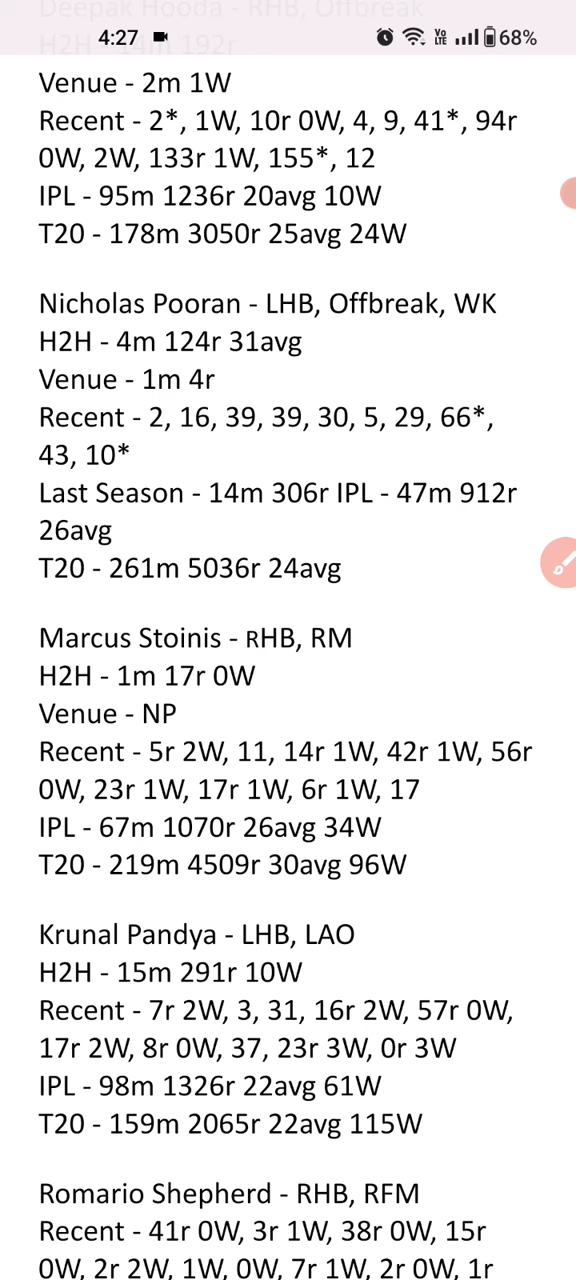 Deepak Hooda - RHB, Offbreak
H2H - 14m 192r
4:27
68%
Venue - 2m 1W
Recent - 2*, 1W, 10r 0W, 4, 9, 41*, 94r
0W, 2W, 133r 1W, 155*, 12
IPL - 95m 1236r 20avg 10W
T20 - 178m 3050r 25avg 24W
Nicholas Pooran - LHB, Offbreak, WK
H2H - 4m 124r 31avg
Venue - 1m 4r
Recent - 2, 16, 39, 39, 30, 5, 29, 66*,
43, 10*
Last Season - 14m 306r IPL - 47m 912r
26avg
T20 - 261m 5036r 24avg
Marcus Stoinis - RHB, RM
H2H - 1m 17r 0W
Venue - NP
Recent - 5r 2W, 11, 14r 1W, 42r 1W, 56r
0W, 23r 1W, 17r 1W, 6r 1W, 17
IPL - 67m 1070r 26avg 34W
T20 - 219m 4509r 30avg 96W
Krunal Pandya - LHB, LAO
H2H - 15m 291r 10W
Recent - 7r 2W, 3, 31, 16r 2W, 57r 0W,
17r 2W, 8r 0W, 37, 23r 3W, 0r 3W
IPL - 98m 1326r 22avg 61W
T20 - 159m 2065r 22avg 115W
Romario Shepherd - RHB, RFM
Recent - 41r 0W, 3r 1W, 38r 0W, 15r
0W, 2r 2W, 1W, 0W, 7r 1W, 2r 0W, 1r